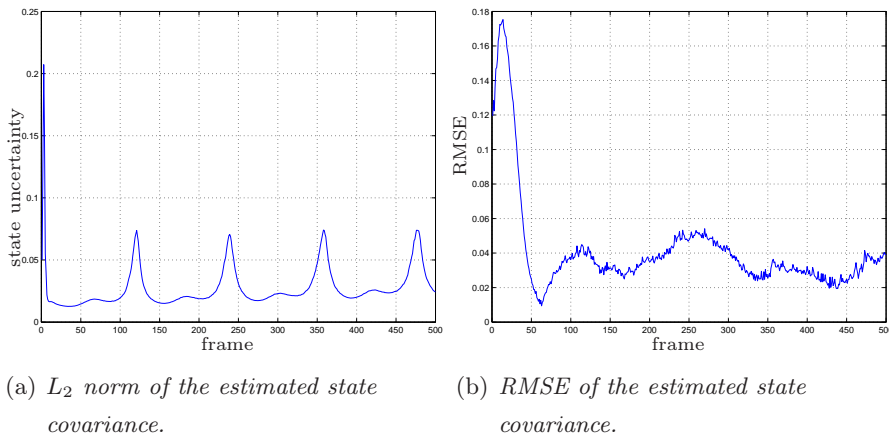 0.25
0.2
0.15
0.1
0.05
0
state uncertainty
0 50 100 150 200 250 300 350 400 450 500
frame
0.18
0.16
0.14
0.12
0.1
0.08
0.06
0.04
0.02
0
RMSE
0 50 100 150 200 250 300 350 400 450 500
frame
(a) L₂ norm of the estimated state
covariance.
(b) RMSE of the estimated state
covariance.